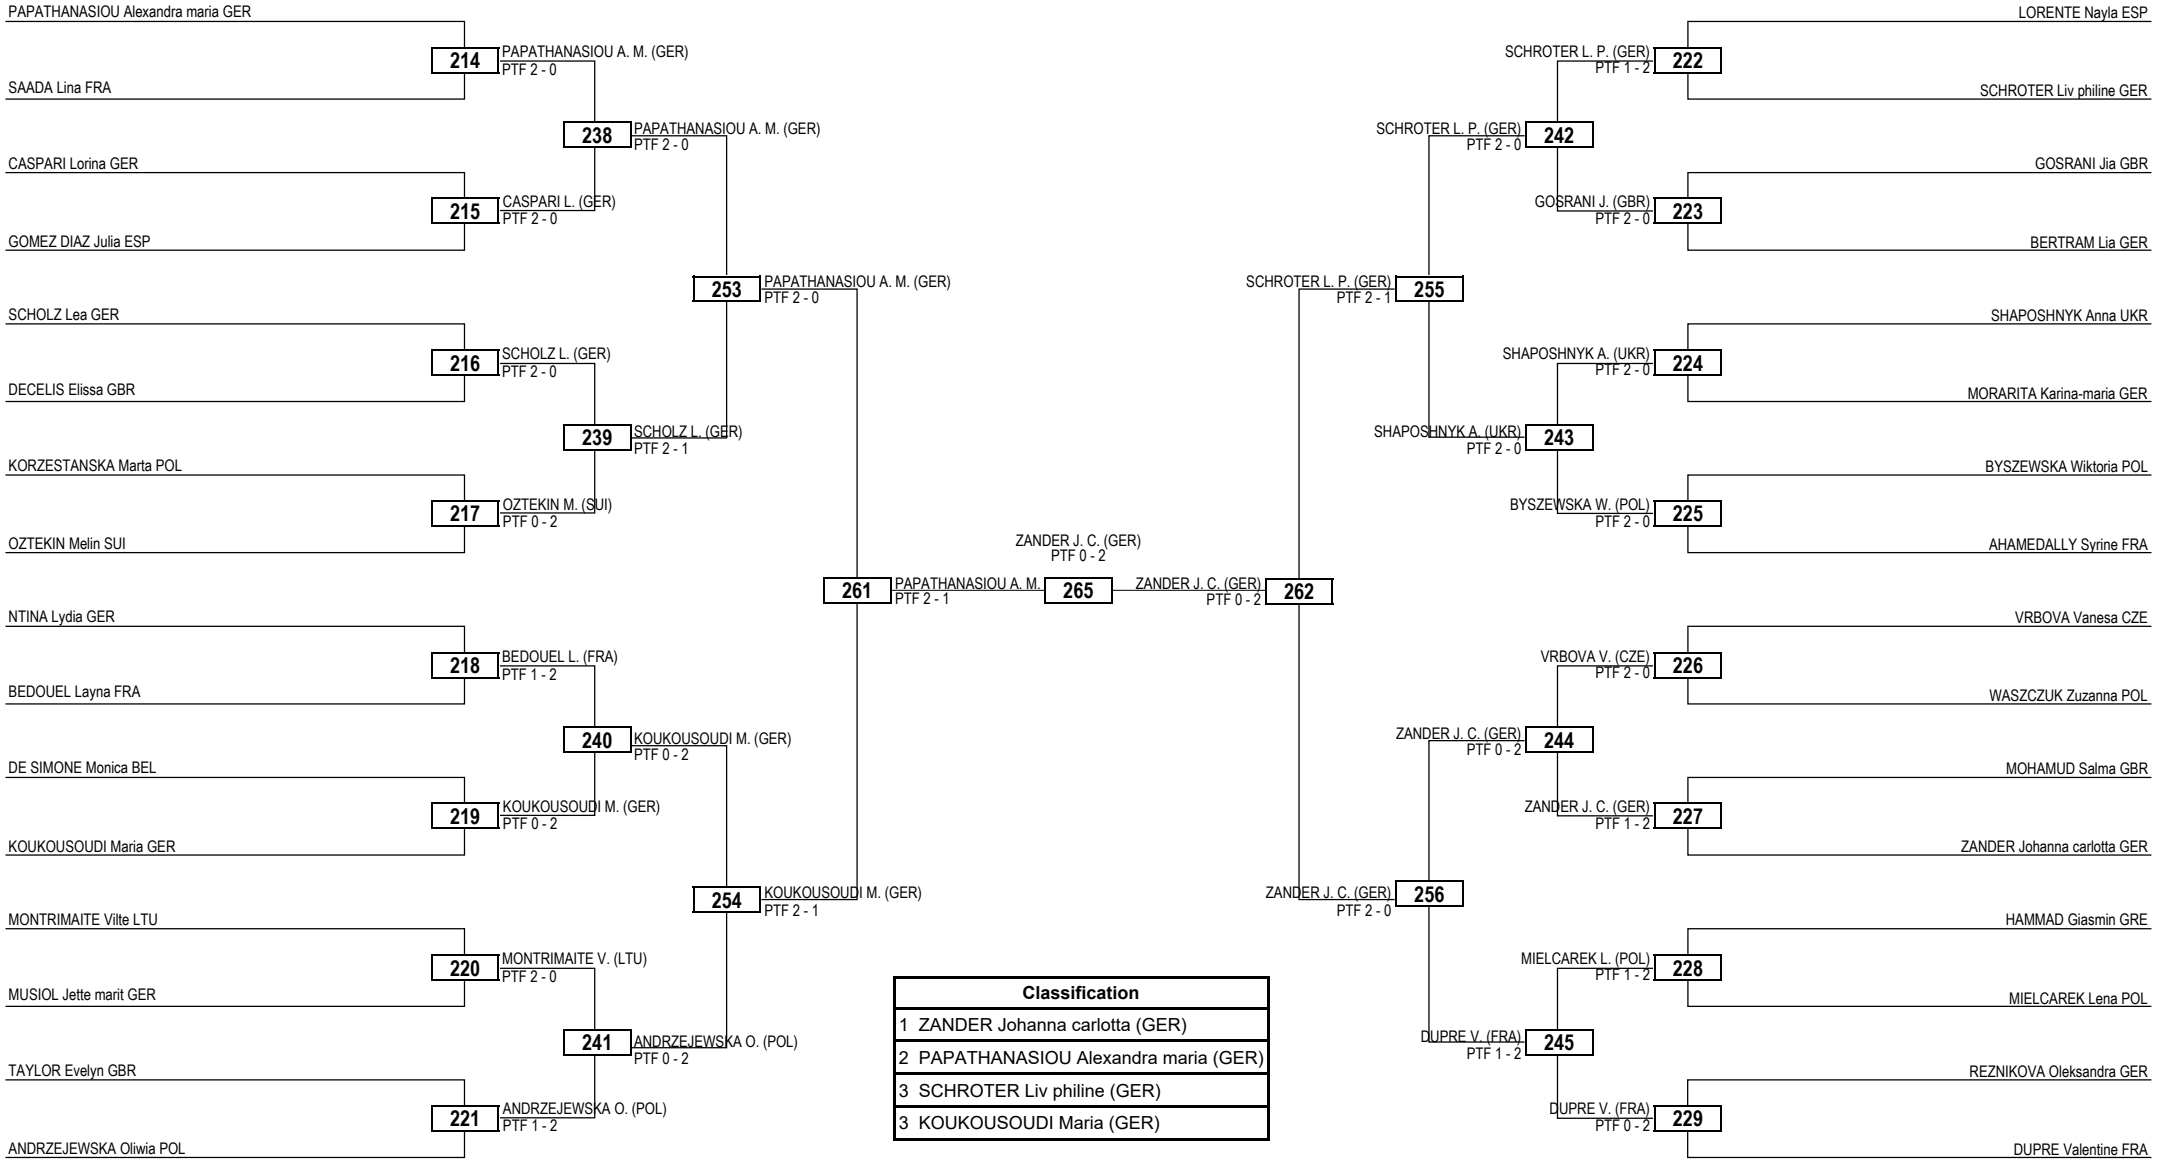 PAPATHANASIOU Alexandra maria GER
SAADA Lina FRA
CASPARI Lorina GER
GOMEZ DIAZ Julia ESP
SCHOLZ Lea GER
DECELIS Elissa GBR
KORZESTANSKA Marta POL
OZTEKIN Melin SUI
NTINA Lydia GER
BEDOUEL Layna FRA
DE SIMONE Monica BEL
KOUKOUSOUDI Maria GER
MONTRIMAITE Vilte LTU
MUSIOL Jette marit GER
TAYLOR Evelyn GBR
ANDRZEJEWSKA Oliwia POL
214
PAPATHANASIOU A. M. (GER)
PTF 2 - 0
215
CASPARI L. (GER)
PTF 2 - 0
216
SCHOLZ L. (GER)
PTF 2 - 0
217
OZTEKIN M. (SUI)
PTF 0 - 2
218
BEDOUEL L. (FRA)
PTF 1 - 2
219
KOUKOUSOUDI M. (GER)
PTF 0 - 2
220
MONTRIMAITE V. (LTU)
PTF 2 - 0
221
ANDRZEJEWSKA O. (POL)
PTF 1 - 2
238
PAPATHANASIOU A. M. (GER)
PTF 2 - 0
239
SCHOLZ L. (GER)
PTF 2 - 1
240
KOUKOUSOUDI M. (GER)
PTF 0 - 2
241
ANDRZEJEWSKA O. (POL)
PTF 0 - 2
253
PAPATHANASIOU A. M. (GER)
PTF 2 - 0
254
KOUKOUSOUDI M. (GER)
PTF 2 - 1
261
PAPATHANASIOU A. M.
PTF 2 - 1
ZANDER J. C. (GER)
PTF 0 - 2
265
ZANDER J. C. (GER)
PTF 0 - 2
262
SCHROTER L. P. (GER)
PTF 2 - 1
255
ZANDER J. C. (GER)
PTF 2 - 0
256
SCHROTER L. P. (GER)
PTF 2 - 0
242
SHAPOSHNYK A. (UKR)
PTF 2 - 0
243
ZANDER J. C. (GER)
PTF 0 - 2
244
DUPRE V. (FRA)
PTF 1 - 2
245
SCHROTER L. P. (GER)
PTF 1 - 2
222
GOSRANI J. (GBR)
PTF 2 - 0
223
SHAPOSHNYK A. (UKR)
PTF 2 - 0
224
BYSZEWSKA W. (POL)
PTF 2 - 0
225
VRBOVA V. (CZE)
PTF 2 - 0
226
ZANDER J. C. (GER)
PTF 1 - 2
227
MIELCAREK L. (POL)
PTF 1 - 2
228
DUPRE V. (FRA)
PTF 0 - 2
229
LORENTE Nayla ESP
SCHROTER Liv philine GER
GOSRANI Jia GBR
BERTRAM Lia GER
SHAPOSHNYK Anna UKR
MORARITA Karina-maria GER
BYSZEWSKA Wiktoria POL
AHAMEDALLY Syrine FRA
VRBOVA Vanesa CZE
WASZCZUK Zuzanna POL
MOHAMUD Salma GBR
ZANDER Johanna carlotta GER
HAMMAD Giasmin GRE
MIELCAREK Lena POL
REZNIKOVA Oleksandra GER
DUPRE Valentine FRA
Classification
1 ZANDER Johanna carlotta (GER)
2 PAPATHANASIOU Alexandra maria (GER)
3 SCHROTER Liv philine (GER)
3 KOUKOUSOUDI Maria (GER)